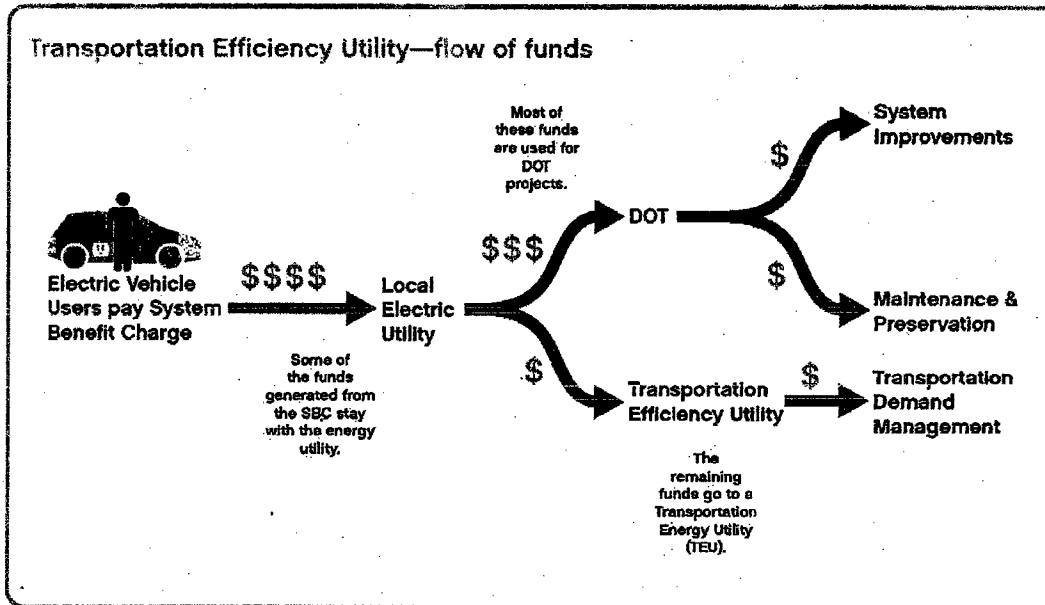 Transportation Efficiency Utility—flow of funds
Most of
these funds
are used for
DOT
projects.
System
Improvements
$
DOT
$$$
$
Electric Vehicle
Users pay System
Benefit Charge
$$$$
Local
Electric
Utility
Maintenance &
Preservation
Some of
the funds
generated from
the SBC stay
with the energy
utility.
$
Transportation
Efficiency Utility
$
Transportation
Demand
Management
The
remaining
funds go to a
Transportation
Energy Utility
(TEU).